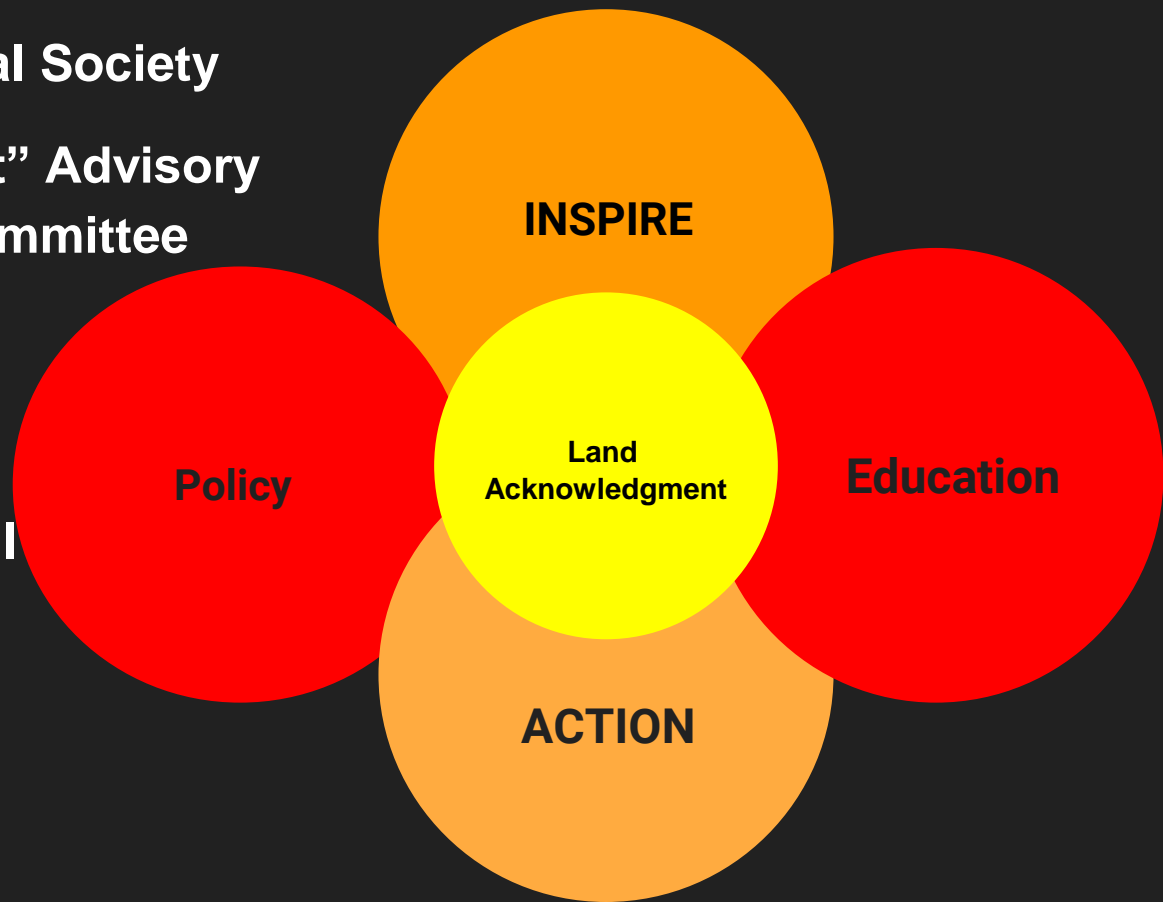 al Society
t” Advisory
mmittee
INSPIRE
Policy
Land
Acknowledgment
Education
l
ACTION